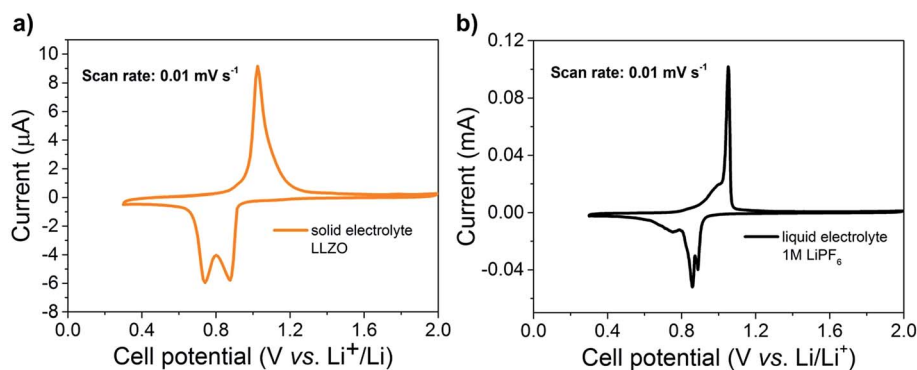 a)
10
8
6
4
2
0
-2
-4
-6
-8
Current (μA)
Scan rate: 0.01 mV s⁻¹
solid electrolyte
LLZO
0.0 0.4 0.8 1.2 1.6 2.0
Cell potential (V vs. Li⁺/Li)
b)
0.12
0.08
0.04
0.00
-0.04
Current (mA)
Scan rate: 0.01 mV s⁻¹
liquid electrolyte
1M LiPF₆
0.0 0.4 0.8 1.2 1.6 2.0
Cell potential (V vs. Li/Li⁺)